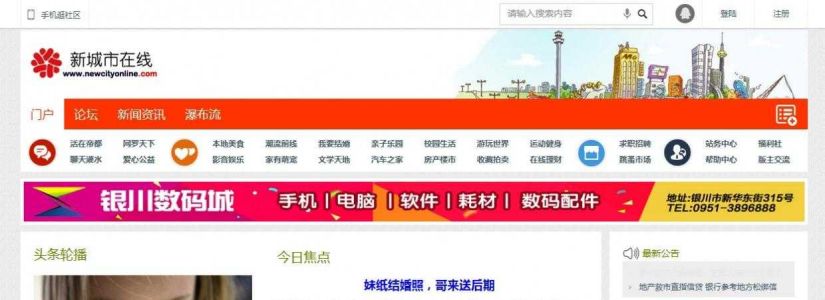 手机逛社区 请输入搜索内容 登陆 注册
新城市在线
www.newcityonline.com
门户 论坛 新闻资讯 瀑布流
活在帝都 网罗天下 本地美食 潮流前线 我要结婚 亲子乐园 校园生活 游玩世界 运动健身 求职招聘 站务中心 福利社
聊天灌水 爱心公益 影音娱乐 家有萌宠 文学天地 汽车之家 房产楼市 收藏拍卖 在线理财 跳蚤市场 帮助中心 版主交流
银川数码城 手机 | 电脑 | 软件 | 耗材 | 数码配件 地址:银川市新华东街315号
TEL:0951-3896888
头条轮播 今日焦点 最新公告
妹纸结婚照，哥来送后期
地产救市直指信贷 银行参考地方松绑信